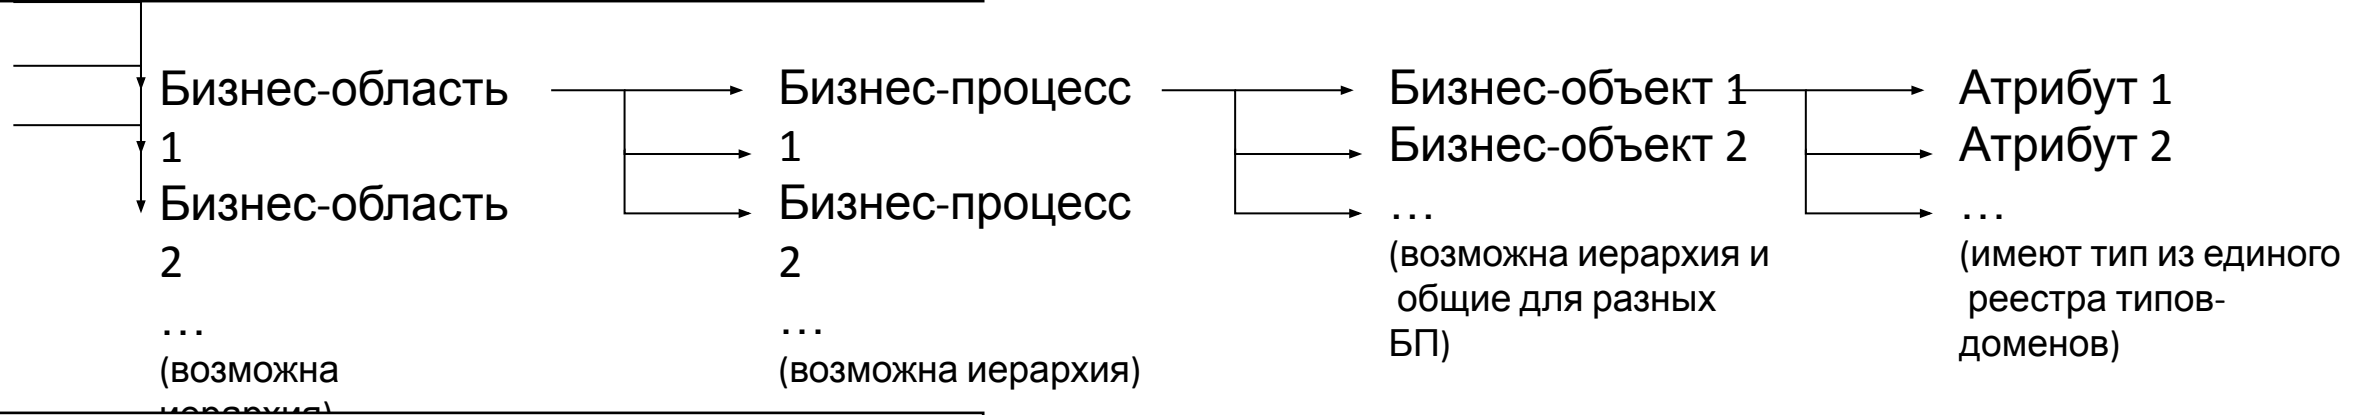 Бизнес-область
1
Бизнес-область
2
…
(возможна
иерархия)
Бизнес-процесс
1
Бизнес-процесс
2
…
(возможна иерархия)
Бизнес-объект 1
Бизнес-объект 2
…
(возможна иерархия и
общие для разных
БП)
Атрибут 1
Атрибут 2
…
(имеют тип из единого
реестра типов-
доменов)